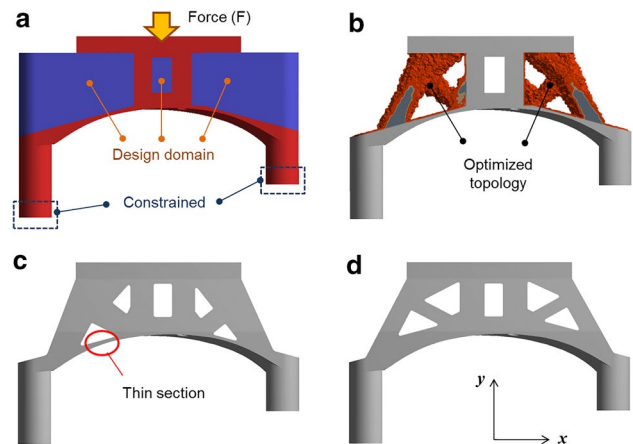 a
Force (F)
Design domain
Constrained
b
Optimized
topology
c
Thin section
d
y
x